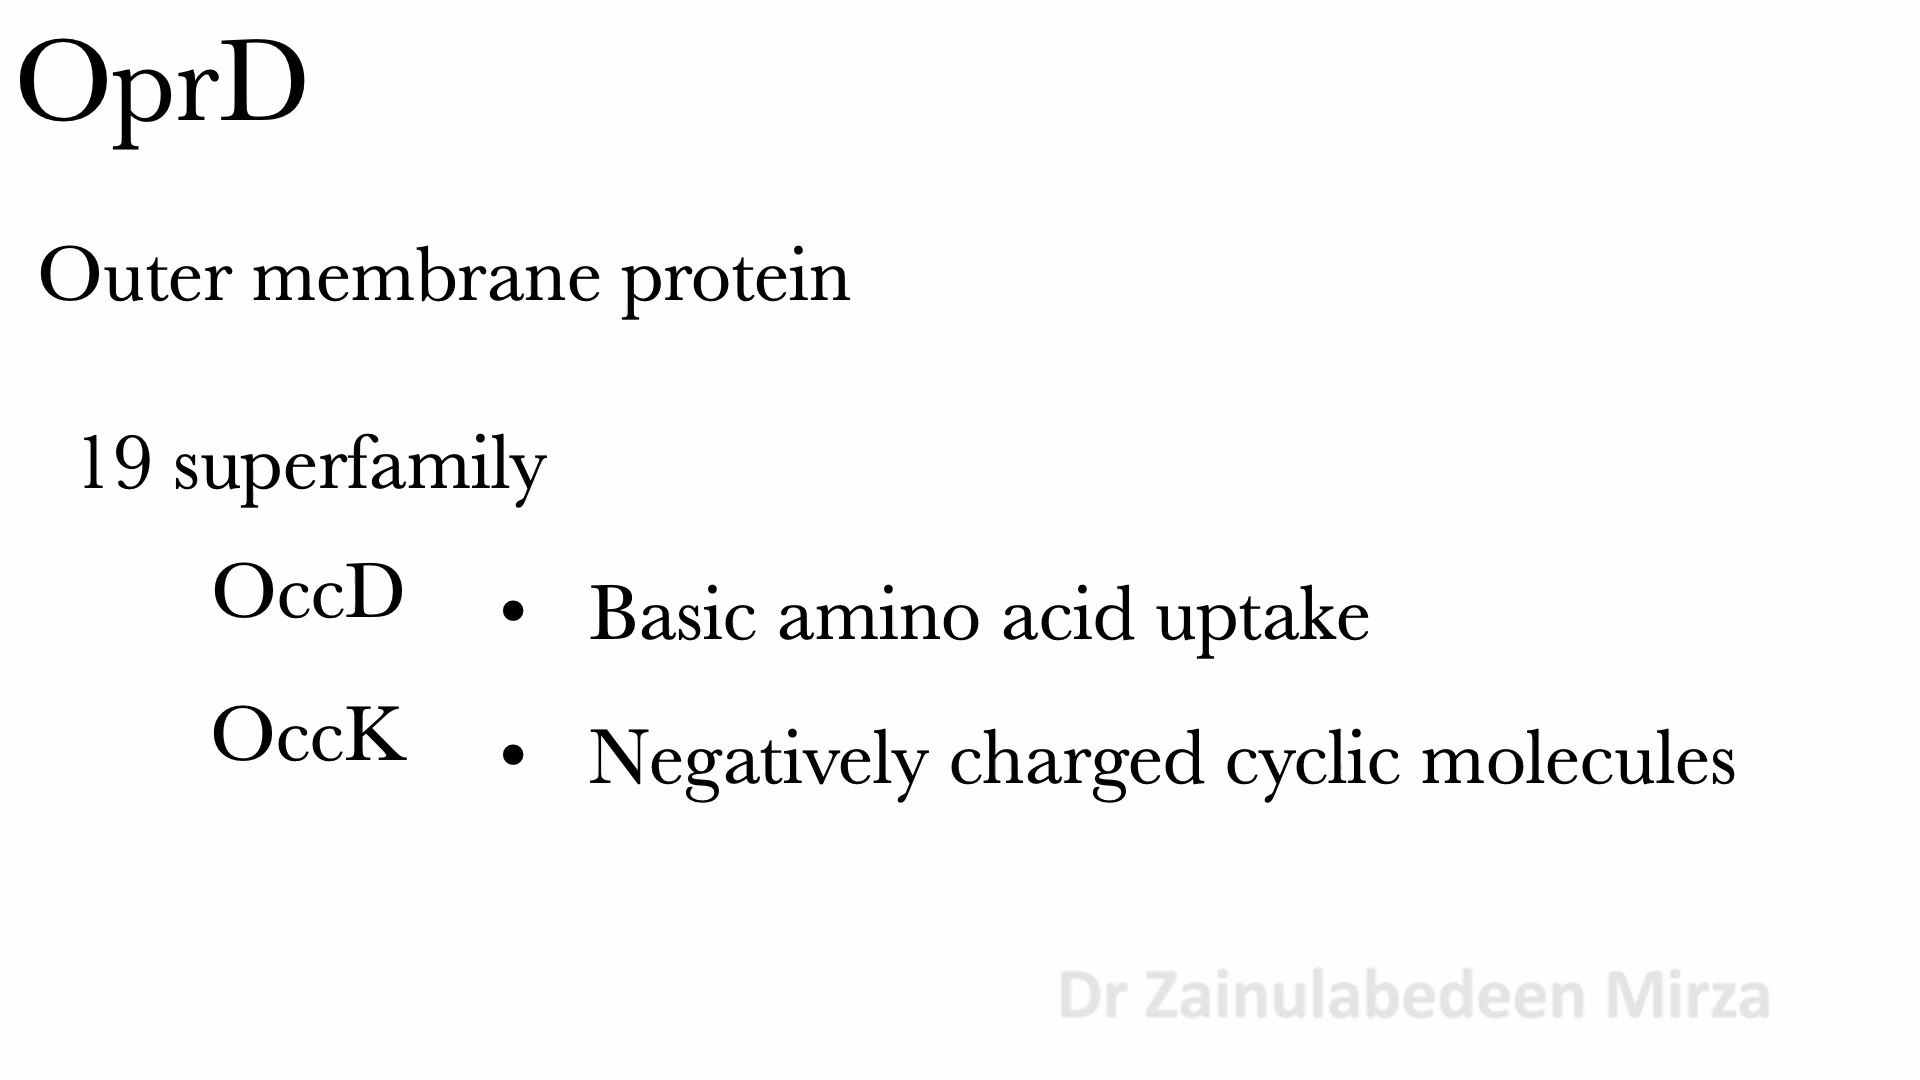 OprD
Outer membrane protein
19 superfamily
OccD • Basic amino acid uptake
OccK • Negatively charged cyclic molecules
Dr Zainulabedeen Mirza